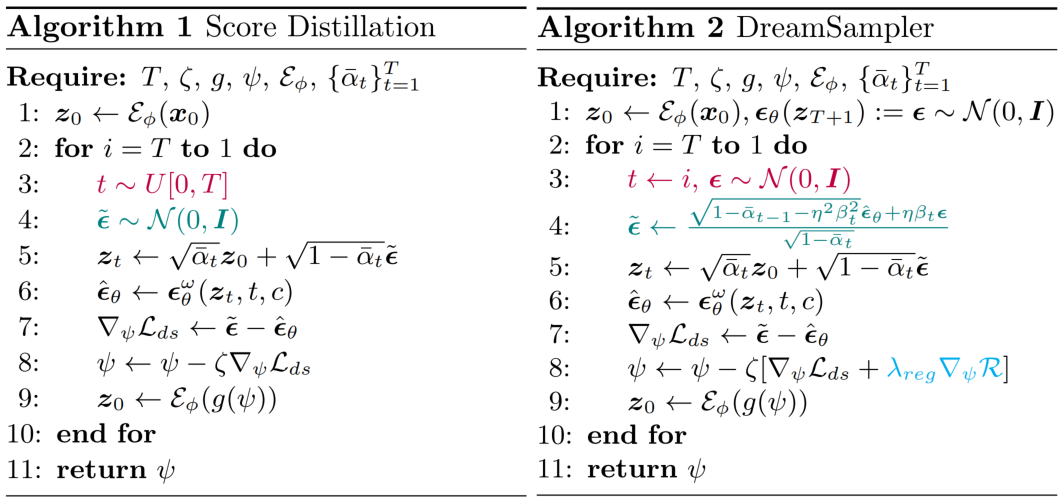 Algorithm 1 Score Distillation
Require: T, ζ, g, ψ, ℰ_ϕ, {ᾱ_t}_{t=1}^T
1: z_0 ← ℰ_ϕ(x_0)
2: for i = T to 1 do
3: t ∼ U[0, T]
4: ε̃ ∼ 𝒩(0, I)
5: z_t ← √ᾱ_t z_0 + √(1 − ᾱ_t) ε̃
6: ε̂_θ ← ε_θ^ω(z_t, t, c)
7: ∇_ψ ℒ_ds ← ε̃ − ε̂_θ
8: ψ ← ψ − ζ∇_ψ ℒ_ds
9: z_0 ← ℰ_ϕ(g(ψ))
10: end for
11: return ψ
Algorithm 2 DreamSampler
Require: T, ζ, g, ψ, ℰ_ϕ, {ᾱ_t}_{t=1}^T
1: z_0 ← ℰ_ϕ(x_0), ε_θ(z_{T+1}) := ε ∼ 𝒩(0, I)
2: for i = T to 1 do
3: t ← i, ε ∼ 𝒩(0, I)
4: ε̃ ← (√(1−ᾱ_{t−1}−η²β_t²) ε̂_θ + ηβ_t ε) / √(1−ᾱ_t)
5: z_t ← √ᾱ_t z_0 + √(1 − ᾱ_t) ε̃
6: ε̂_θ ← ε_θ^ω(z_t, t, c)
7: ∇_ψ ℒ_ds ← ε̃ − ε̂_θ
8: ψ ← ψ − ζ[∇_ψ ℒ_ds + λ_reg ∇_ψ ℛ]
9: z_0 ← ℰ_ϕ(g(ψ))
10: end for
11: return ψ